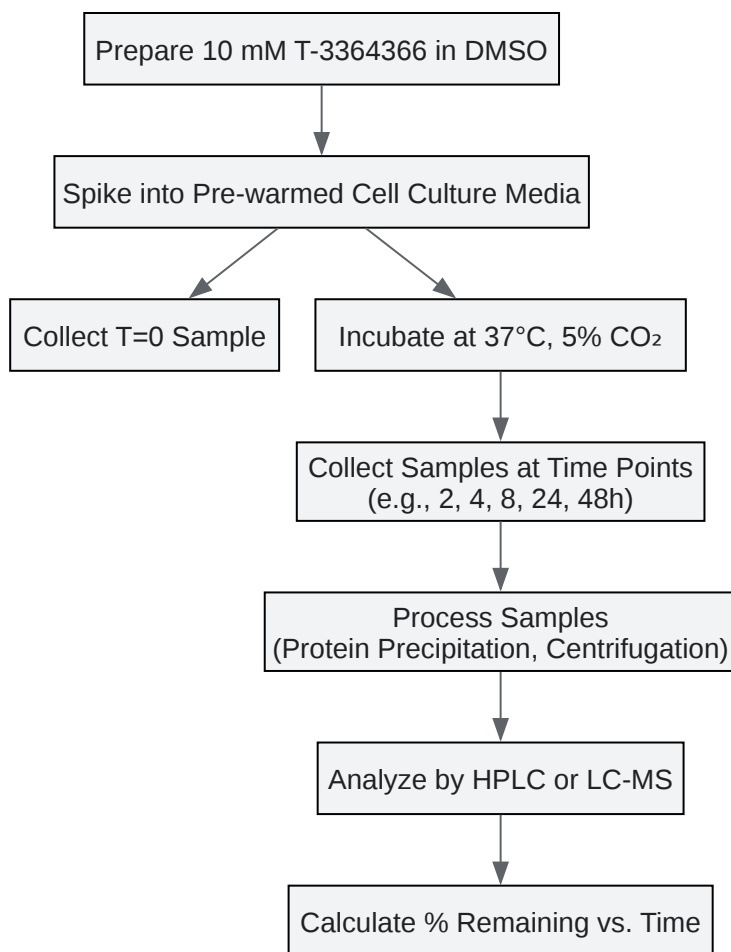 Prepare 10 mM T-3364366 in DMSO
Spike into Pre-warmed Cell Culture Media
Collect T=0 Sample
Incubate at 37°C, 5% CO₂
Collect Samples at Time Points
(e.g., 2, 4, 8, 24, 48h)
Process Samples
(Protein Precipitation, Centrifugation)
Analyze by HPLC or LC-MS
Calculate % Remaining vs. Time